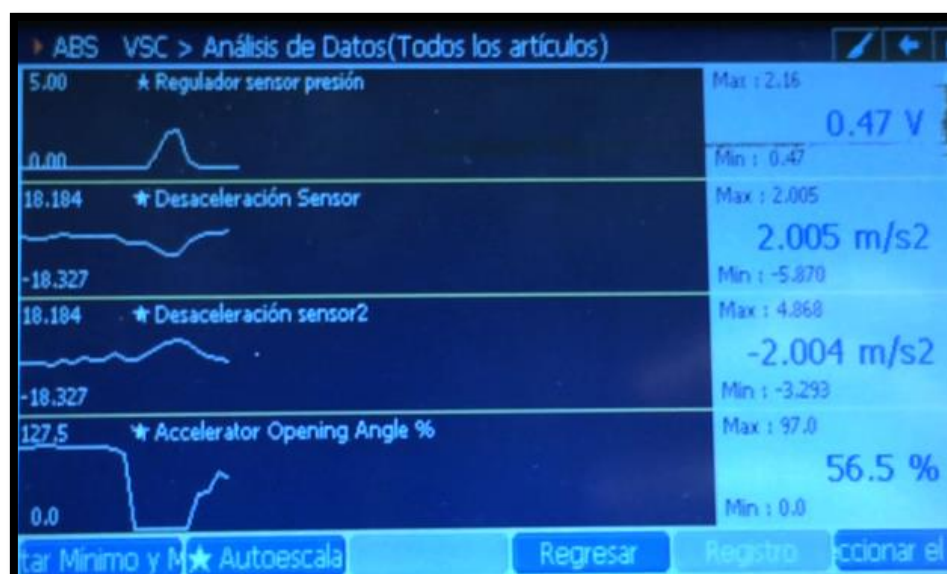 ABS VSC > Análisis de Datos(Todos los artículos)
5.00 ★ Regulador sensor presión
0.00
Max : 2.16
0.47 V
Min : 0.47
18.184 ★ Desaceleración Sensor
-18.327
Max : 2.005
2.005 m/s2
Min : -5.870
18.184 ★ Desaceleración sensor2
-18.327
Max : 4.868
-2.004 m/s2
Min : -3.293
127.5 ★ Accelerator Opening Angle %
0.0
Max : 97.0
56.5 %
Min : 0.0
tar Mínimo y M ★ Autoescala Regresar Registro ccionar el